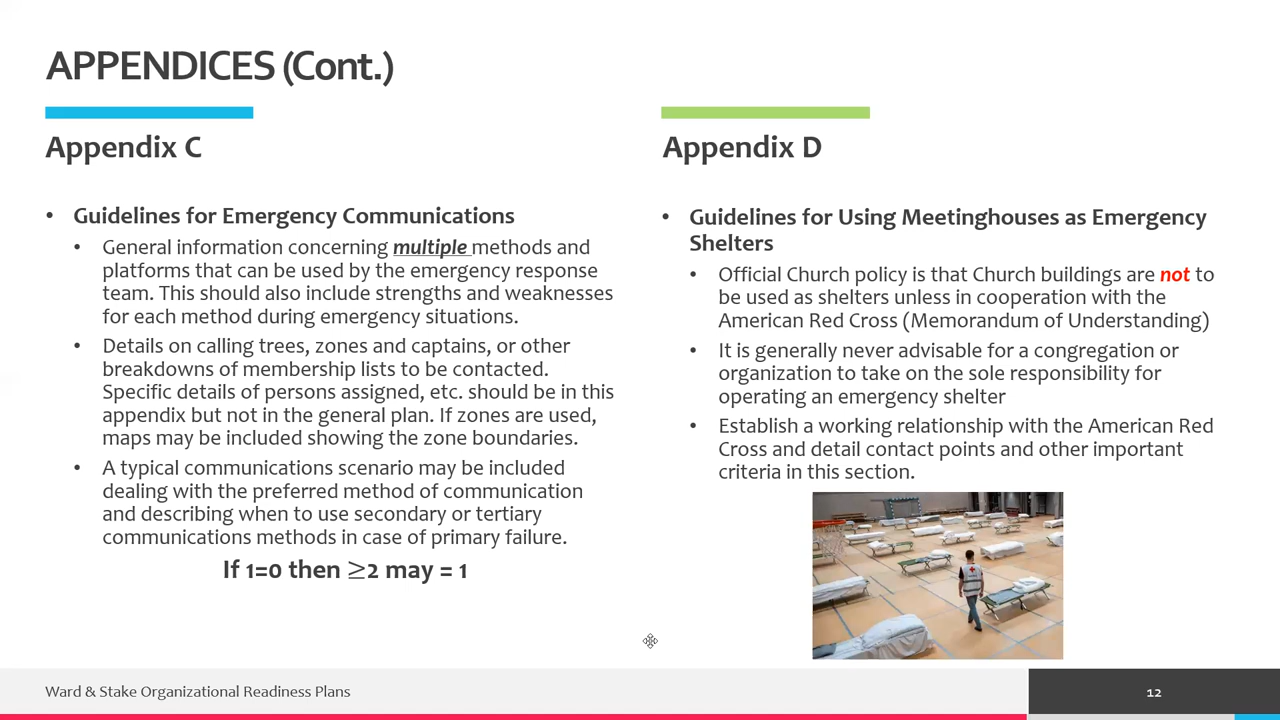 APPENDICES (Cont.)
Appendix C
• Guidelines for Emergency Communications
• General information concerning multiple methods and
platforms that can be used by the emergency response
team. This should also include strengths and weaknesses
for each method during emergency situations.
• Details on calling trees, zones and captains, or other
breakdowns of membership lists to be contacted.
Specific details of persons assigned, etc. should be in this
appendix but not in the general plan. If zones are used,
maps may be included showing the zone boundaries.
• A typical communications scenario may be included
dealing with the preferred method of communication
and describing when to use secondary or tertiary
communications methods in case of primary failure.
If 1=0 then ≥2 may = 1
Appendix D
• Guidelines for Using Meetinghouses as Emergency
Shelters
• Official Church policy is that Church buildings are not to
be used as shelters unless in cooperation with the
American Red Cross (Memorandum of Understanding)
• It is generally never advisable for a congregation or
organization to take on the sole responsibility for
operating an emergency shelter
• Establish a working relationship with the American Red
Cross and detail contact points and other important
criteria in this section.
Ward & Stake Organizational Readiness Plans
12